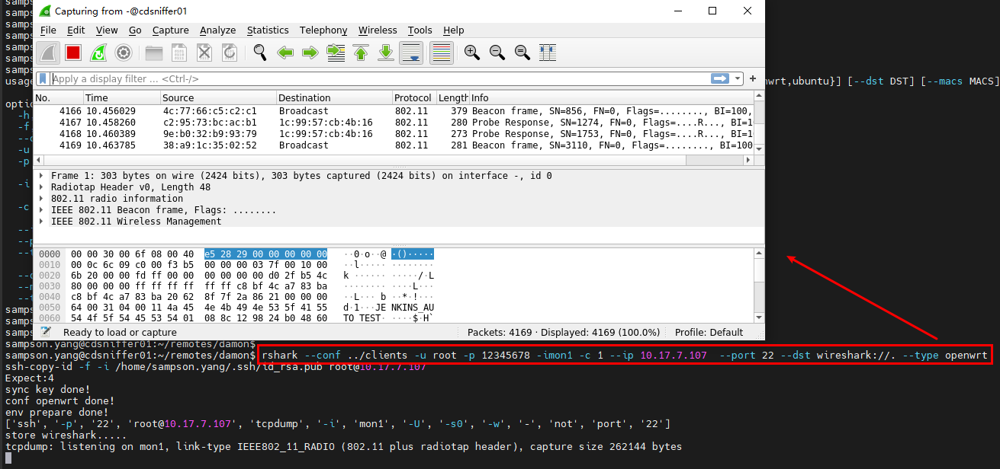 samps
samps
samps
samps
samps
samps
samps
usage
nwrt,ubuntu}] [--dst DST] [--macs MACS]
optio
-h
-f
-u
-p
-i
-c
Capturing from -@cdsniffer01
File Edit View Go Capture Analyze Statistics Telephony Wireless Tools Help
Apply a display filter ... <Ctrl-/>
No. Time Source Destination Protocol Length Info
4166 10.456029 4c:77:66:c5:c2:c1 Broadcast 802.11 379 Beacon frame, SN=856, FN=0, Flags=........, BI=100,
4167 10.458260 c2:95:73:bc:ac:b1 1c:99:57:cb:4b:16 802.11 280 Probe Response, SN=1274, FN=0, Flags=....R..., BI=1
4168 10.460389 9e:b0:32:b9:93:79 1c:99:57:cb:4b:16 802.11 273 Probe Response, SN=1753, FN=0, Flags=....R..., BI=1
4169 10.463785 38:a9:1c:35:02:52 Broadcast 802.11 281 Beacon frame, SN=3110, FN=0, Flags=........, BI=100
Frame 1: 303 bytes on wire (2424 bits), 303 bytes captured (2424 bits) on interface -, id 0
Radiotap Header v0, Length 48
802.11 radio information
IEEE 802.11 Beacon frame, Flags: ........
IEEE 802.11 Wireless Management
0000 00 00 30 00 6f 08 00 40 e5 28 29 00 00 00 00 00 ··0·o··@ ·()·····
0010 00 0c 6c 09 c0 00 f3 b5 00 00 00 03 7f 00 10 00 ··l····· ········
0020 6b 20 00 00 fd ff 00 00 00 00 00 00 d0 2f b5 4c k ······ ·····/·L
0030 80 00 00 00 ff ff ff ff ff ff c8 bf 4c a7 83 ba ········ ····L···
0040 c8 bf 4c a7 83 ba 20 62 8f 7f 2a 86 21 00 00 00 ··L··· b ··*·!···
0050 64 00 31 04 00 11 4a 45 4e 4b 49 4e 53 5f 41 55 d·1···JE NKINS_AU
0060 54 4f 5f 54 45 53 54 01 08 8c 12 98 24 b0 48 60 TO_TEST· ····$·H`
Ready to load or capture Packets: 4169 · Displayed: 4169 (100.0%) Profile: Default
samps
samps
samps
sampson.yang@cdsniffer01:~/remotes/damon$
sampson.yang@cdsniffer01:~/remotes/damon$ rshark --conf ../clients -u root -p 12345678 -imon1 -c 1 --ip 10.17.7.107 --port 22 --dst wireshark://. --type openwrt
ssh-copy-id -f -i /home/sampson.yang/.ssh/id_rsa.pub root@10.17.7.107
Expect:4
sync key done!
conf openwrt done!
env prepare done!
['ssh', '-p', '22', 'root@10.17.7.107', 'tcpdump', '-i', 'mon1', '-U', '-s0', '-w', '-', 'not', 'port', '22']
store wireshark.....
tcpdump: listening on mon1, link-type IEEE802_11_RADIO (802.11 plus radiotap header), capture size 262144 bytes